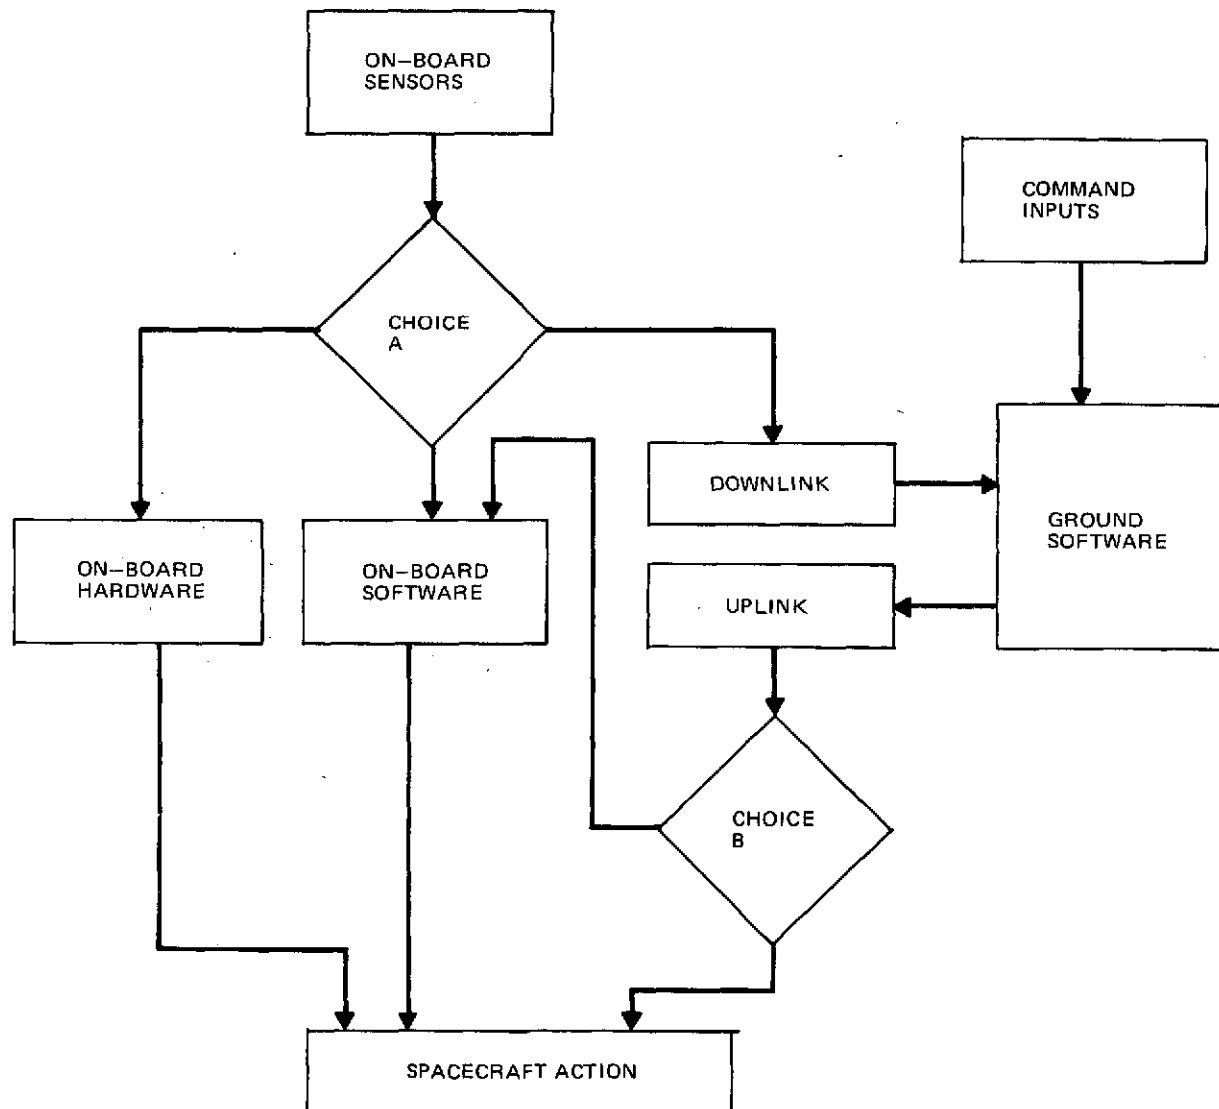 ON-BOARD
SENSORS
COMMAND
INPUTS
CHOICE
A
DOWNLINK
GROUND
SOFTWARE
ON-BOARD
HARDWARE
ON-BOARD
SOFTWARE
UPLINK
CHOICE
B
SPACECRAFT ACTION